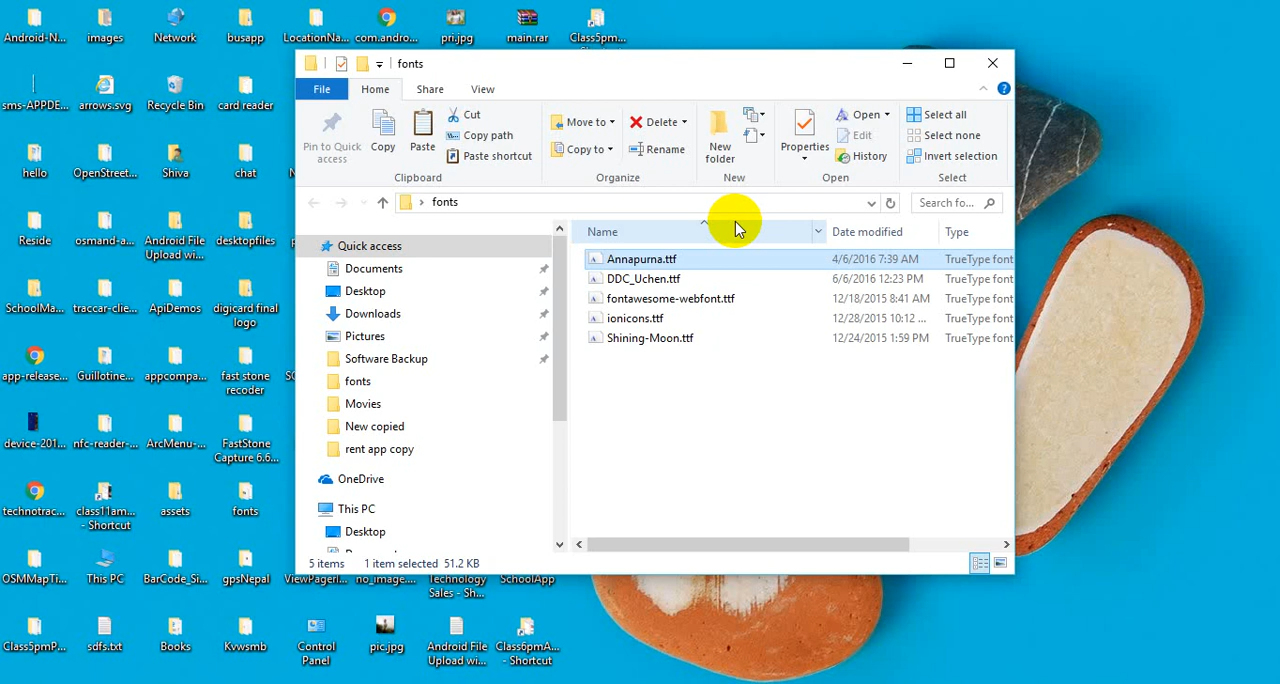 Android-N...
images
Network
busapp
LocationNa...
com.andro...
pri.jpg
main.rar
Class5pm...
sms-APPDE...
arrows.svg
Recycle Bin
card reader
hello
OpenStreet...
Shiva
chat
Reside
osmand-a...
Android File
Upload wi...
desktopfiles
SchoolMa...
traccar-clie...
ApiDemos
digicard final
logo
app-release...
Guillotine...
appcompa...
fast stone
recoder
device-201...
nfc-reader-...
ArcMenu-...
FastStone
Capture 6.6...
technotrac...
class11am...
- Shortcut
assets
fonts
OSMMapTi...
This PC
BarCode_Si...
gpsNepal
ViewPagerI...
no_image....
Technology
Sales - Sh...
SchoolApp
Class5pmP...
sdfs.txt
Books
Kvwsmb
Control
Panel
pic.jpg
Android File
Upload wi...
Class6pmA...
- Shortcut
fonts
File
Home
Share
View
Pin to Quick
access
Copy
Paste
Cut
Copy path
Paste shortcut
Clipboard
Move to
Copy to
Delete
Rename
Organize
New
folder
New
Properties
Open
Edit
History
Open
Select all
Select none
Invert selection
Select
fonts
Search fo...
Quick access
Documents
Desktop
Downloads
Pictures
Software Backup
fonts
Movies
New copied
rent app copy
OneDrive
This PC
Desktop
Name Date modified Type
Annapurna.ttf 4/6/2016 7:39 AM TrueType font
DDC_Uchen.ttf 6/6/2016 12:23 PM TrueType font
fontawesome-webfont.ttf 12/18/2015 8:41 AM TrueType font
ionicons.ttf 12/28/2015 10:12 ... TrueType font
Shining-Moon.ttf 12/24/2015 1:59 PM TrueType font
5 items 1 item selected 51.2 KB